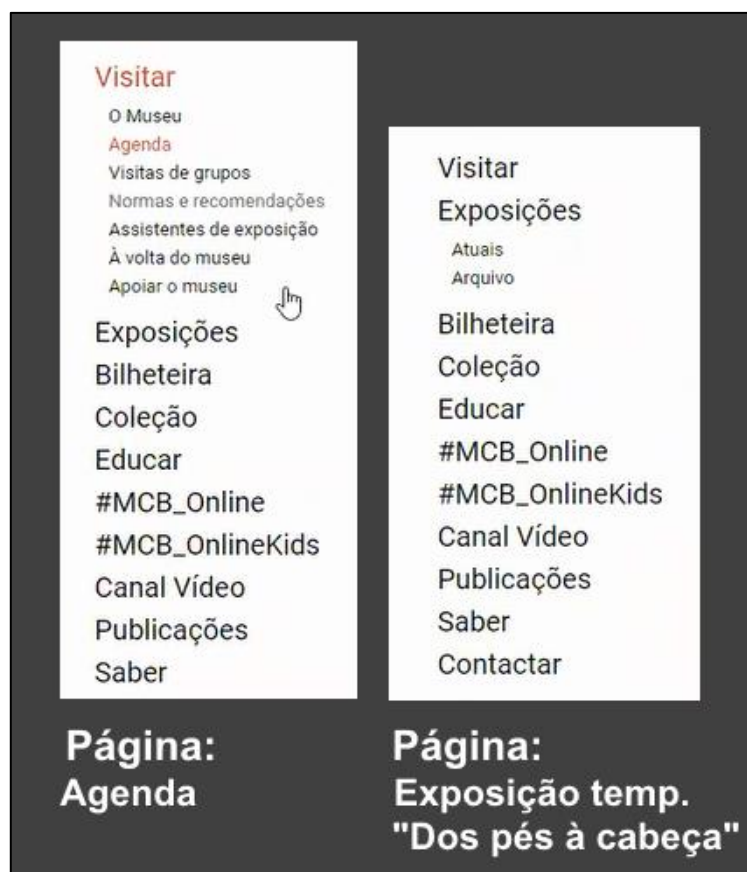 Visitar
O Museu
Agenda
Visitas de grupos
Normas e recomendações
Assistentes de exposição
À volta do museu
Apoiar o museu
Exposições
Bilheteira
Coleção
Educar
#MCB_Online
#MCB_OnlineKids
Canal Vídeo
Publicações
Saber
Página:
Agenda
Visitar
Exposições
Atuais
Arquivo
Bilheteira
Coleção
Educar
#MCB_Online
#MCB_OnlineKids
Canal Vídeo
Publicações
Saber
Contactar
Página:
Exposição temp.
"Dos pés à cabeça"